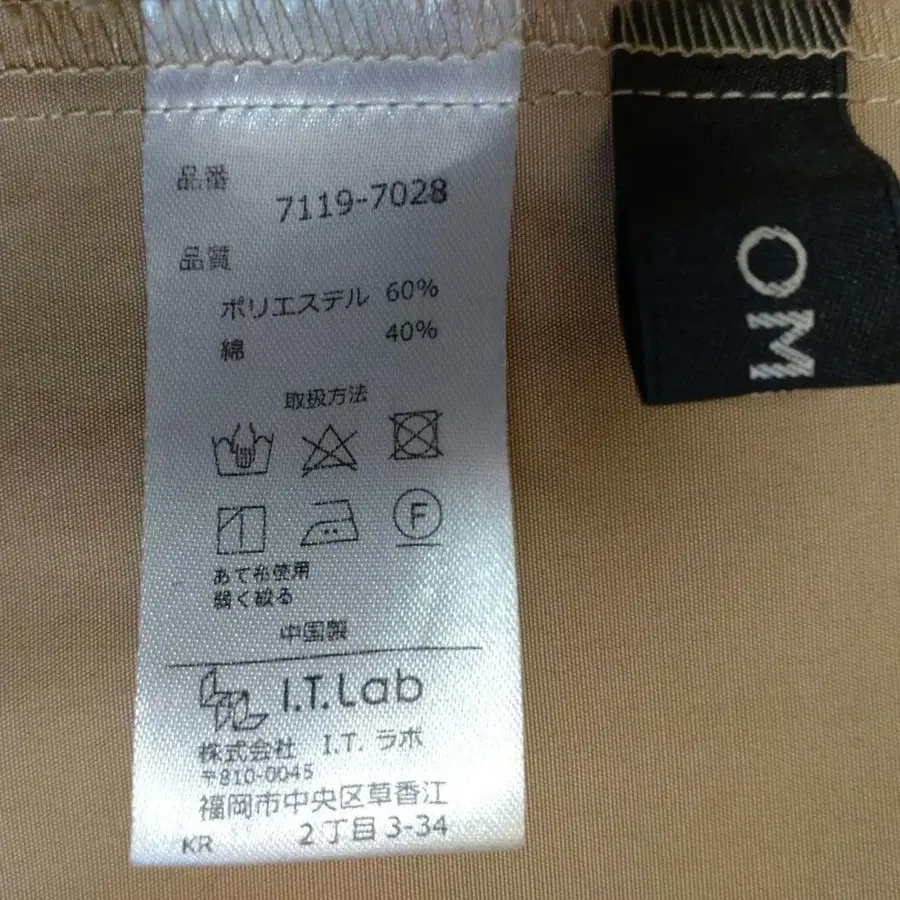 品番
7119-7028
品質
ポリエステル 60%
綿 40%
取扱方法
F
あて布使用
弱く絞る
中国製
I.T.Lab
株式会社 I.T. ラボ
〒810-0045
福岡市中央区草香江
2丁目3-34
KR
OM